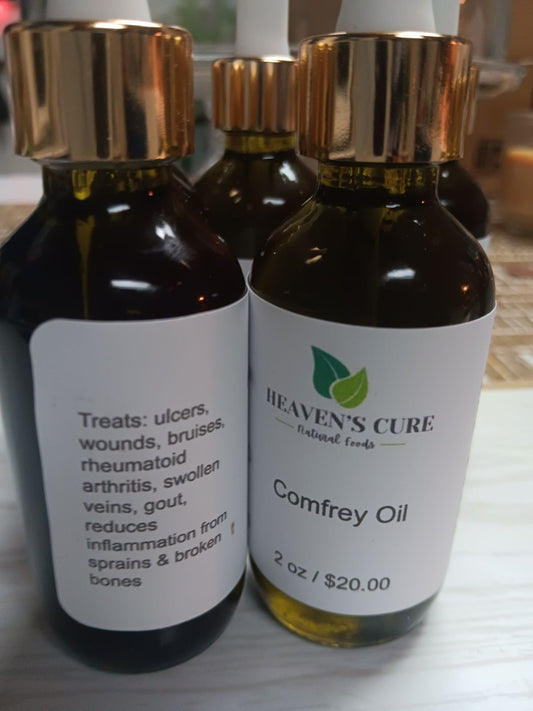 Treats: ulcers,
wounds, bruises,
rheumatoid
arthritis, swollen
veins, gout,
reduces
inflammation from
sprains & broken
bones
HEAVEN'S CURE
Natural Foods
Comfrey Oil
2 oz / $20.00